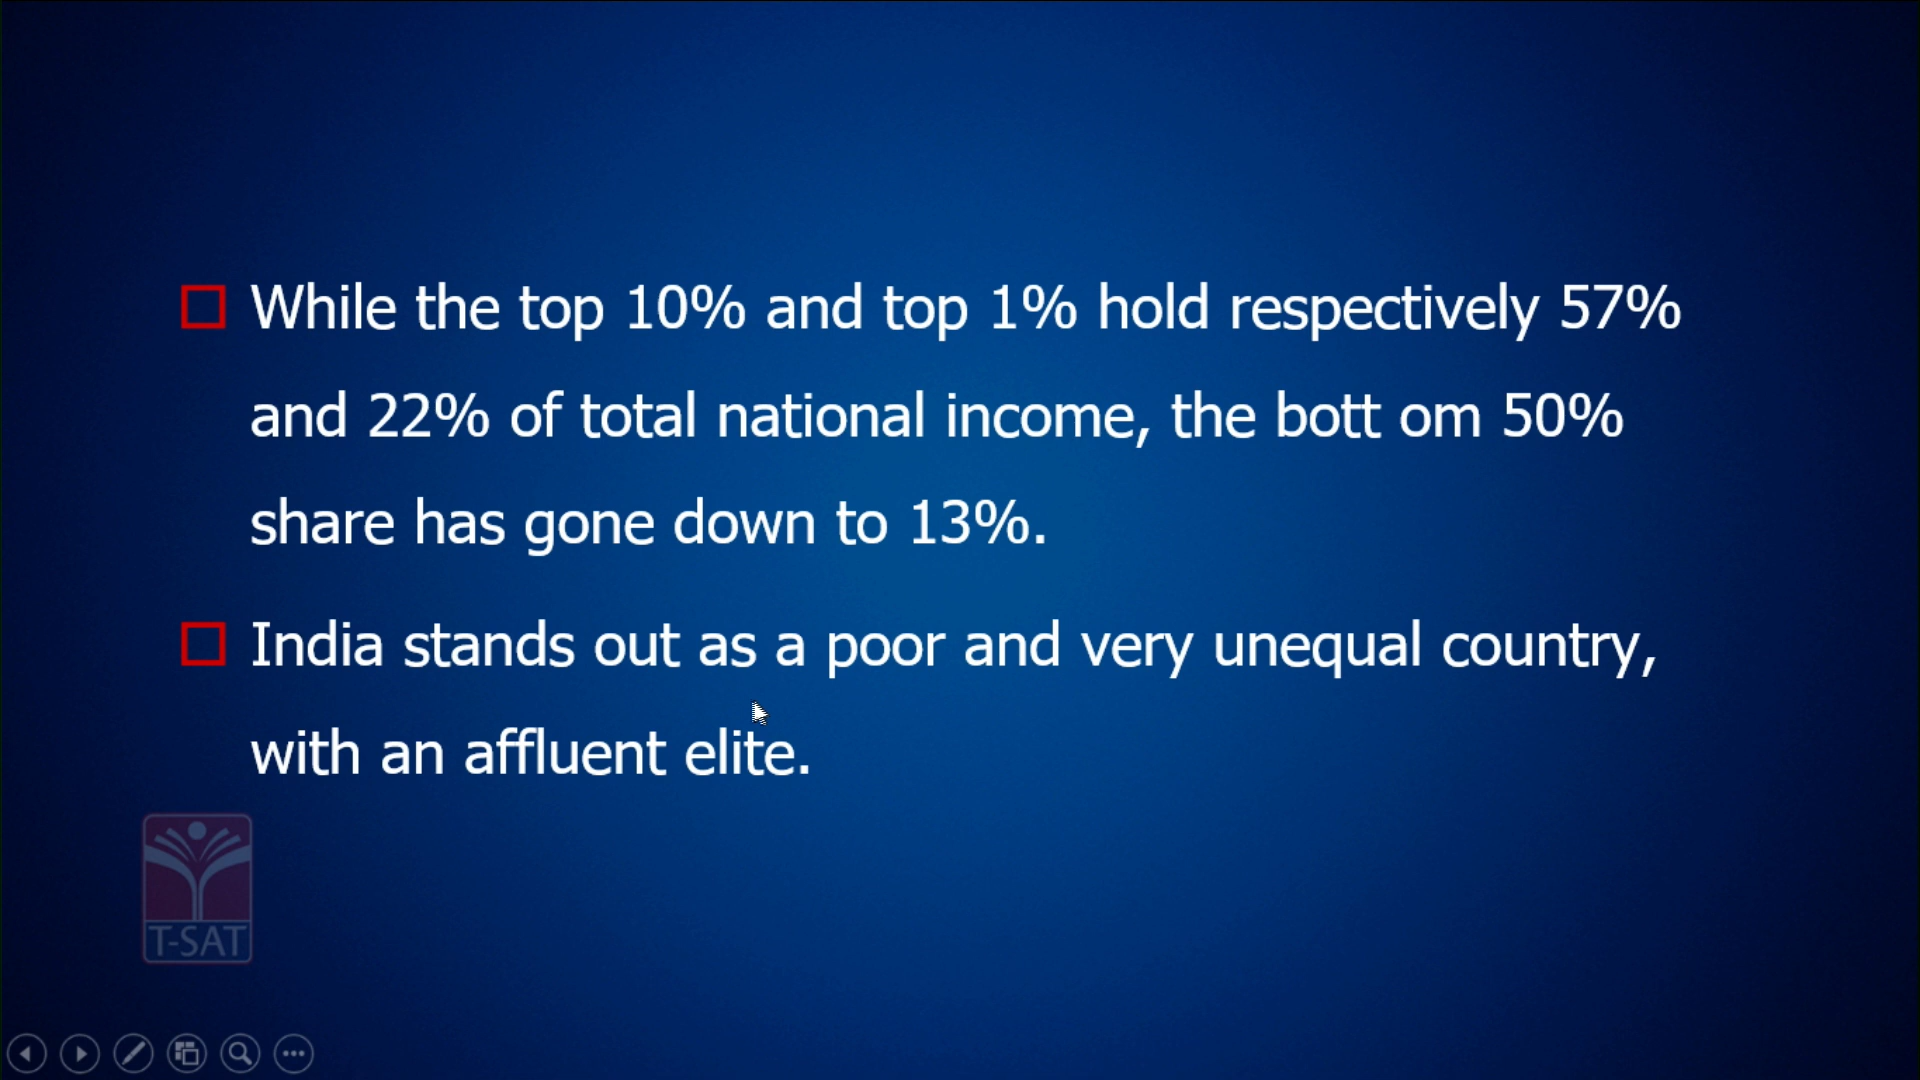 While the top 10% and top 1% hold respectively 57%
and 22% of total national income, the bott om 50%
share has gone down to 13%.
India stands out as a poor and very unequal country,
with an affluent elite.
T-SAT